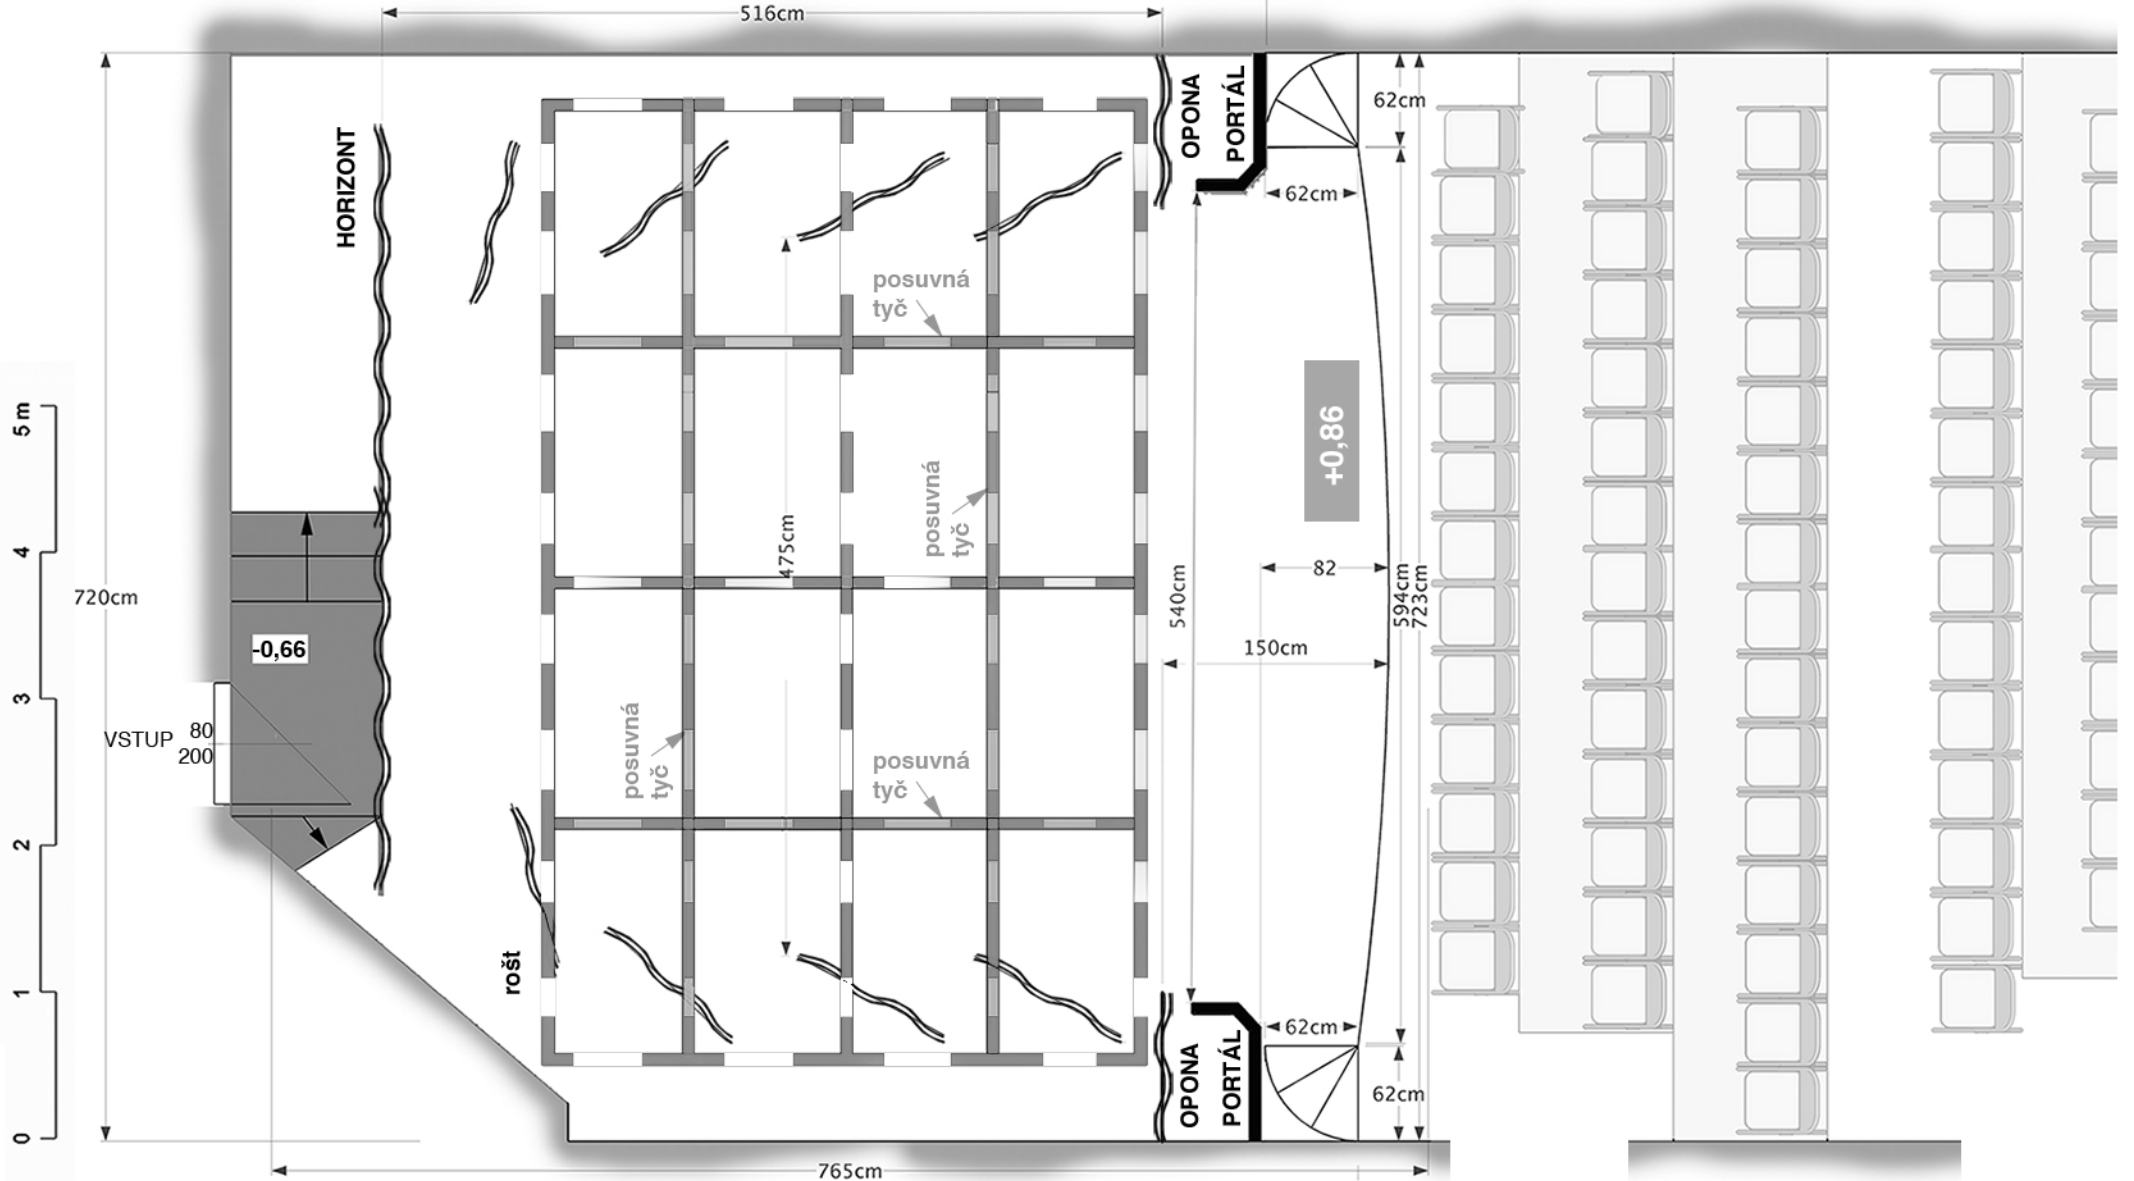 516cm
HORIZONT
OPONA
PORTÁL
62cm
62cm
posuvná
tyč
+0,86
5 m
4
3
2
1
0
posuvná
tyč
475cm
82
540cm
594cm
723cm
720cm
-0,66
150cm
VSTUP
80
200
posuvná
tyč
posuvná
tyč
rošt
62cm
OPONA
PORTÁL
62cm
765cm